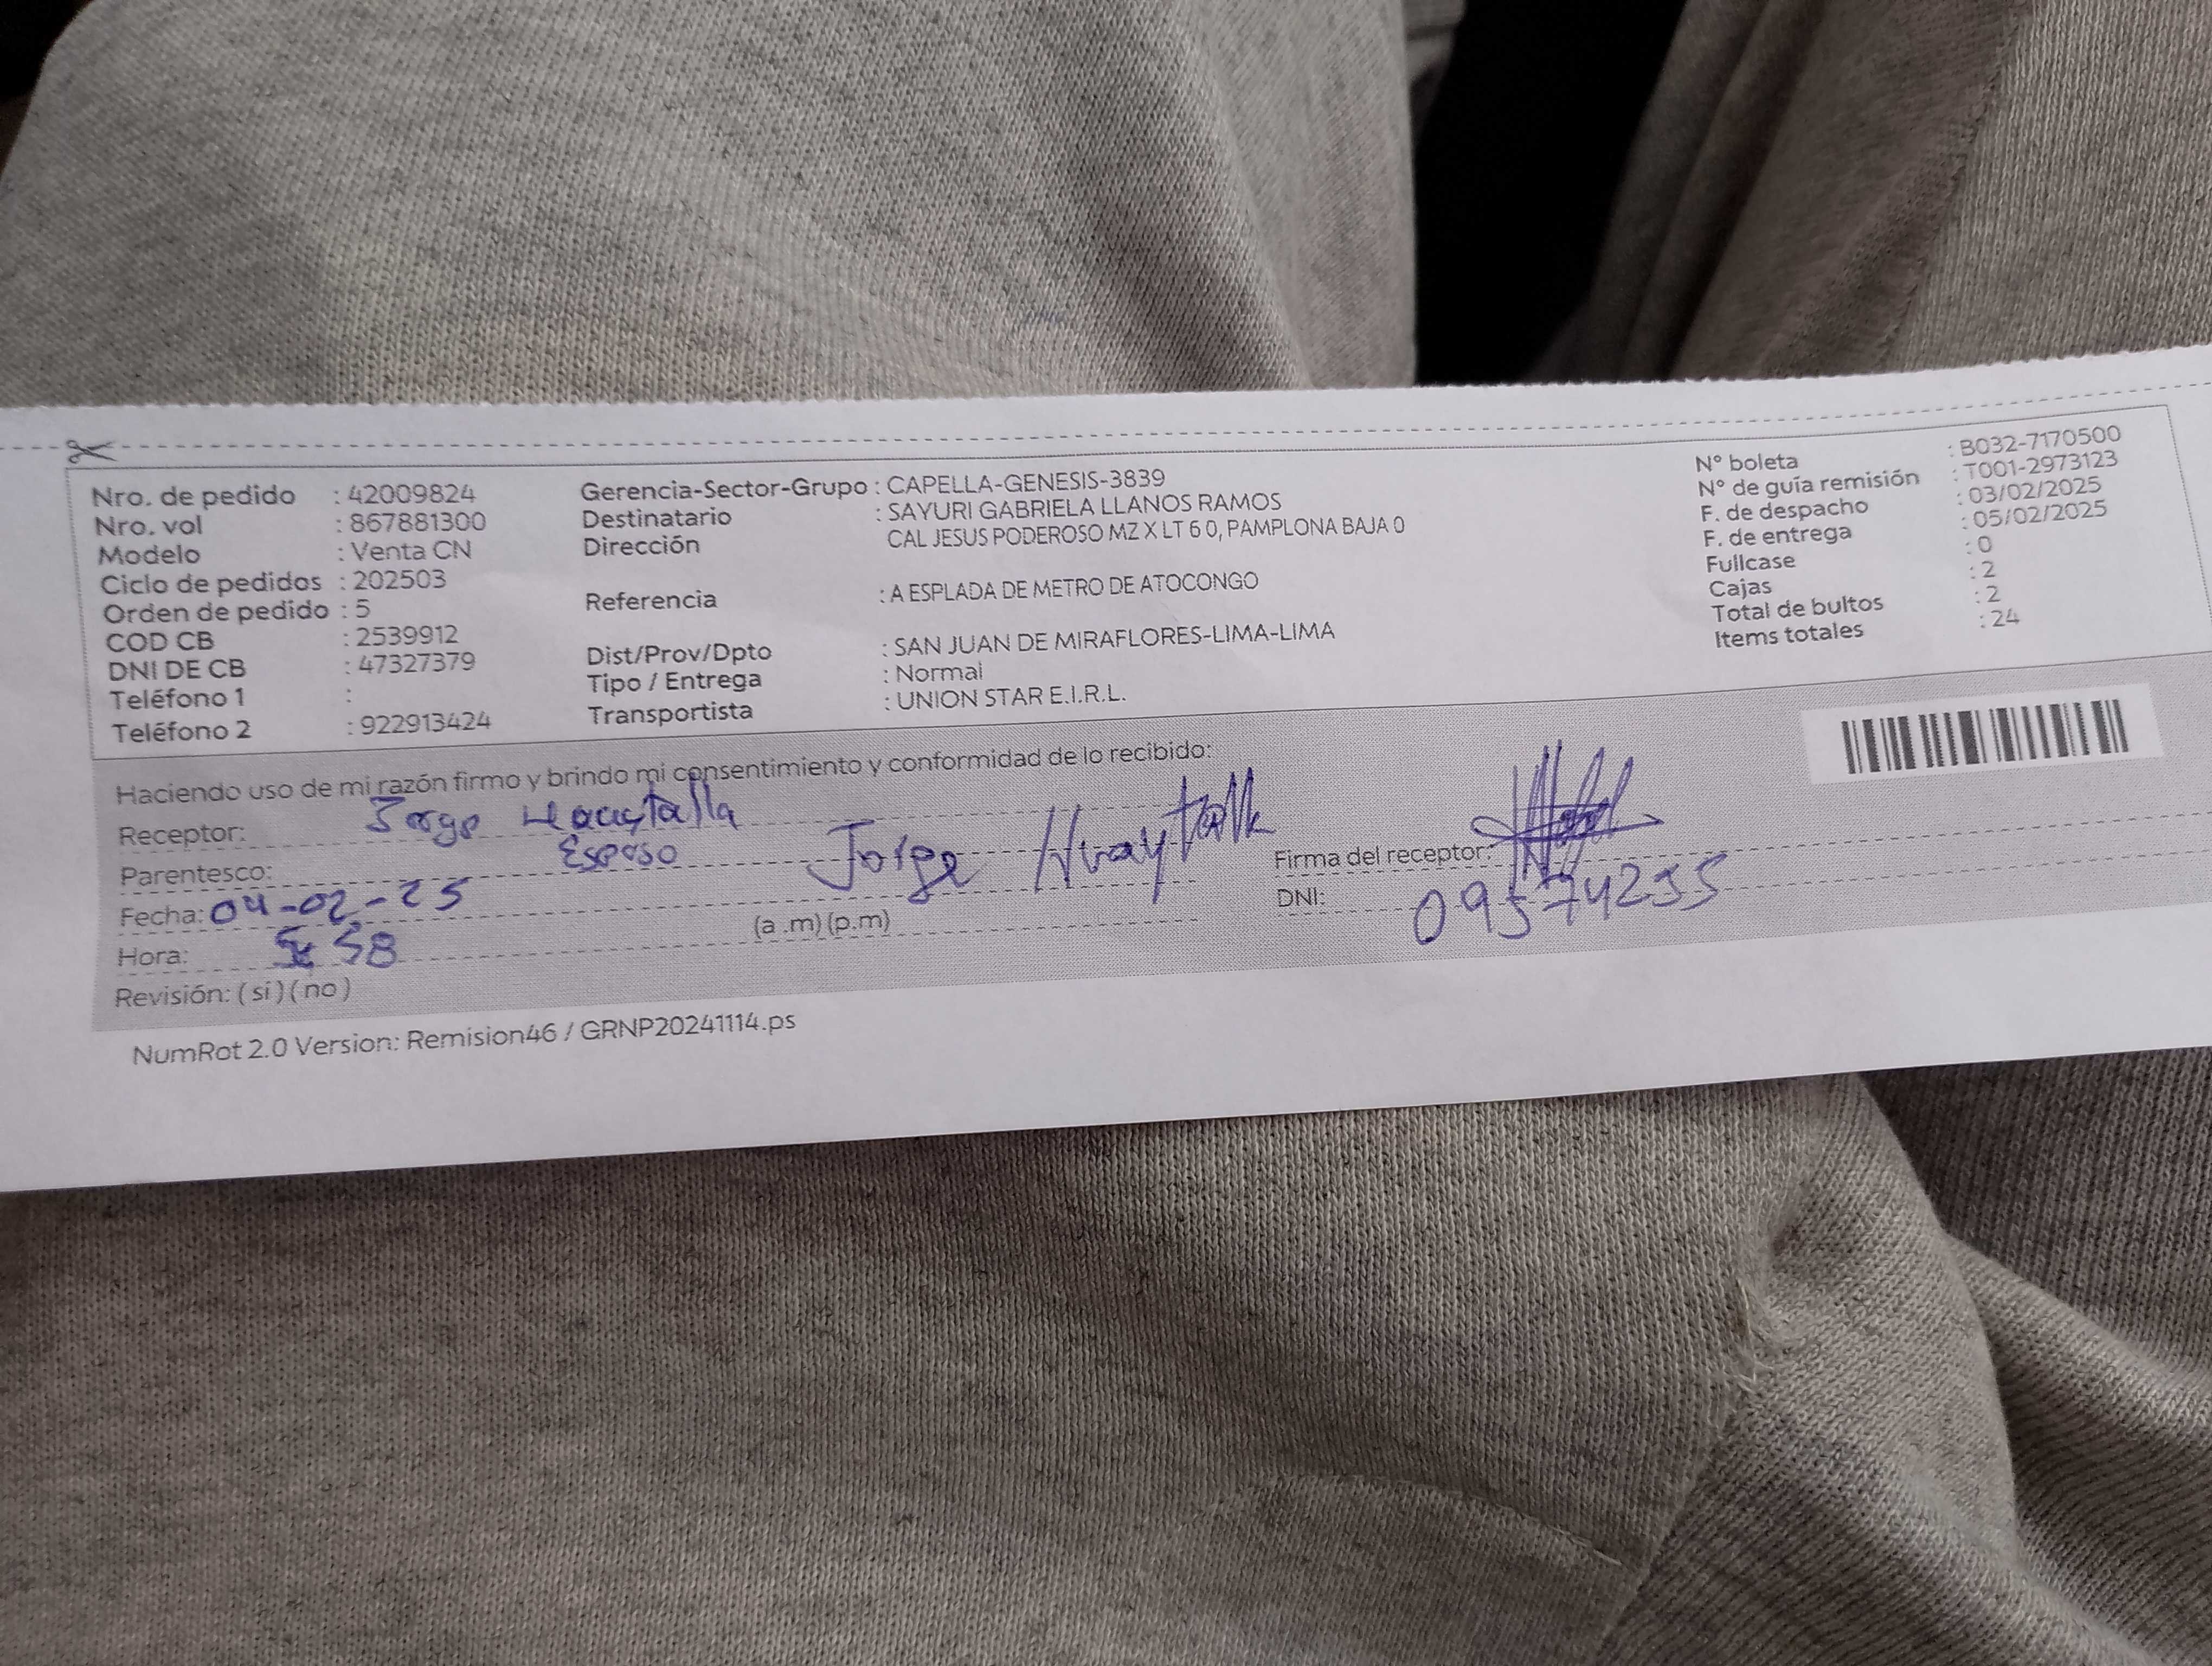 Nro. de pedido : 42009824
Nro. vol : 867881300
Modelo : Venta CN
Ciclo de pedidos : 202503
Orden de pedido : 5
COD CB : 2539912
DNI DE CB : 47327379
Teléfono 1 :
Teléfono 2 : 922913424
Gerencia-Sector-Grupo : CAPELLA-GENESIS-3839
Destinatario : SAYURI GABRIELA LLANOS RAMOS
Dirección CAL JESUS PODEROSO MZ X LT 6 0, PAMPLONA BAJA 0
Referencia : A ESPLADA DE METRO DE ATOCONGO
Dist/Prov/Dpto : SAN JUAN DE MIRAFLORES-LIMA-LIMA
Tipo / Entrega : Normal
Transportista : UNION STAR E.I.R.L.
N° boleta : B032-7170500
N° de guía remisión : T001-2973123
F. de despacho : 03/02/2025
F. de entrega : 05/02/2025
Fullcase : 0
Cajas : 2
Total de bultos : 2
Items totales : 24
Haciendo uso de mi razón firmo y brindo mi consentimiento y conformidad de lo recibido:
Receptor: Jorge Huaytalla Jorge Huaytalla
Parentesco: Esposo
Fecha: 04-02-25
Hora: 58 (a .m) (p.m)
Revisión: ( si ) ( no )
Firma del receptor:
DNI: 09574255
NumRot 2.0 Version: Remision46 / GRNP20241114.ps